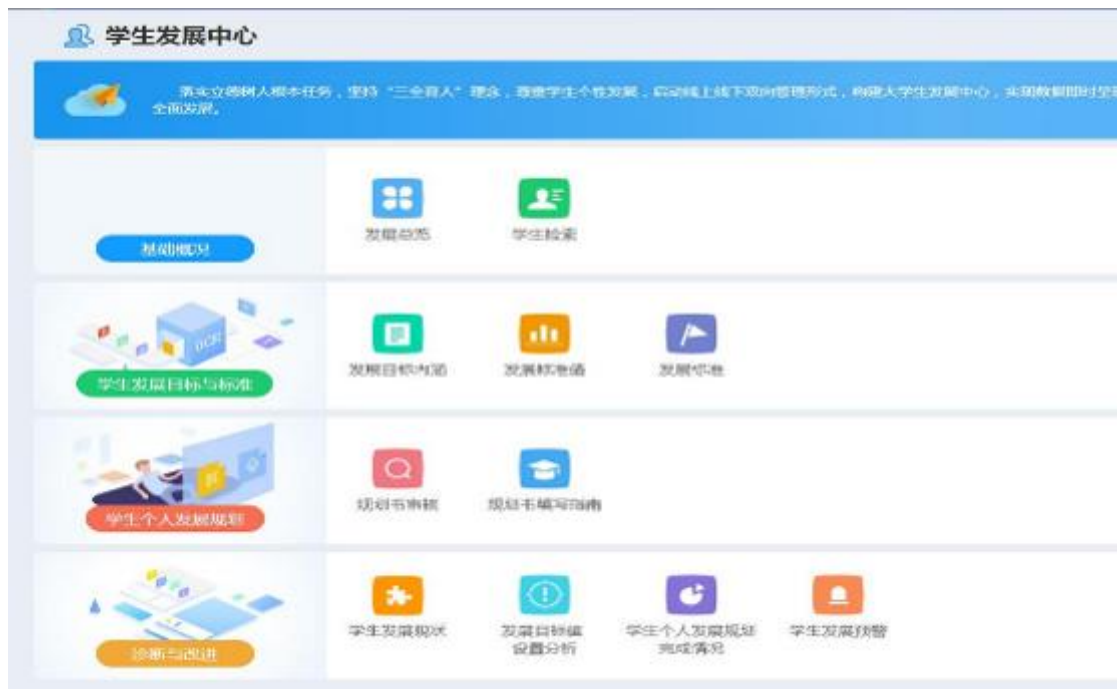 学生发展中心
落实立德树人根本任务，坚持“三全育人”理念，尊重学生个性发展，启动线上线下双向管理形式，构建大学生发展中心，实现数据即时呈现
全面发展。
发展总览
学生检索
基础概况
发展目标内涵
发展标准值
发展标准
学生发展目标与标准
规划书审核
规划书填写指南
学生个人发展规划
学生发展现状
发展目标值
设置分析
学生个人发展规划
完成情况
学生发展预警
诊断与改进